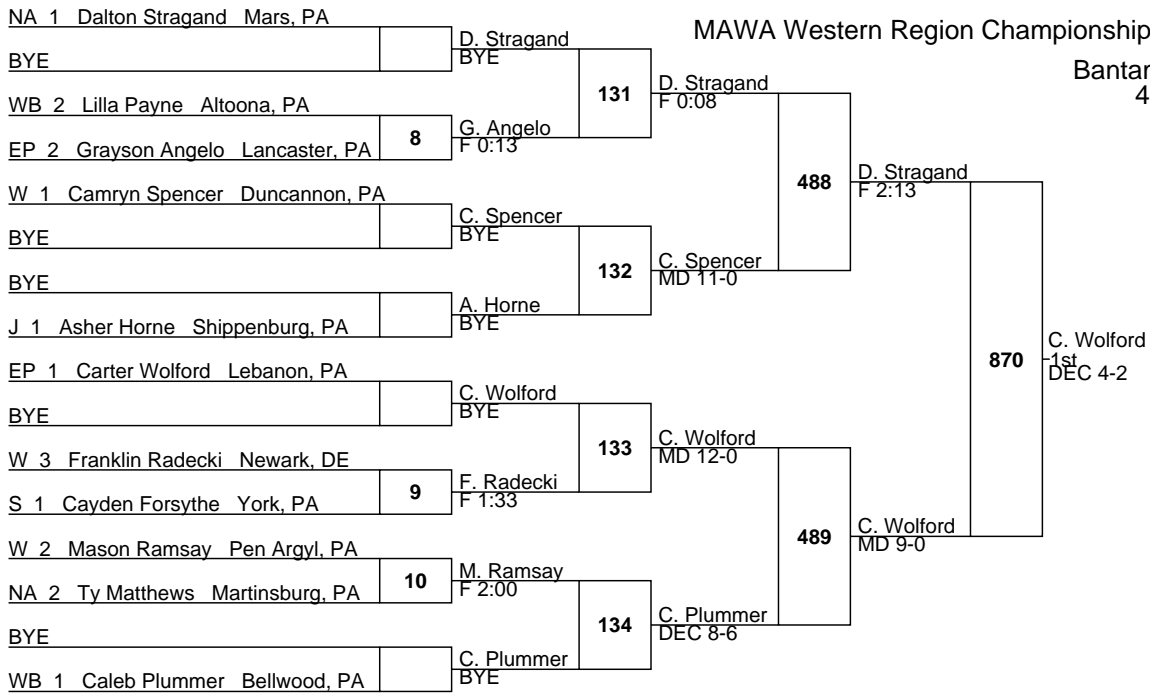 MAWA Western Region Championship
Bantam
4
NA 1 Dalton Stragand Mars, PA
BYE
WB 2 Lilla Payne Altoona, PA
EP 2 Grayson Angelo Lancaster, PA
W 1 Camryn Spencer Duncannon, PA
BYE
BYE
J 1 Asher Horne Shippenburg, PA
EP 1 Carter Wolford Lebanon, PA
BYE
W 3 Franklin Radecki Newark, DE
S 1 Cayden Forsythe York, PA
W 2 Mason Ramsay Pen Argyl, PA
NA 2 Ty Matthews Martinsburg, PA
BYE
WB 1 Caleb Plummer Bellwood, PA
8
9
10
D. Stragand
BYE
G. Angelo
F 0:13
C. Spencer
BYE
A. Horne
BYE
C. Wolford
BYE
F. Radecki
F 1:33
M. Ramsay
F 2:00
C. Plummer
BYE
131
132
133
134
D. Stragand
F 0:08
C. Spencer
MD 11-0
C. Wolford
MD 12-0
C. Plummer
DEC 8-6
488
489
D. Stragand
F 2:13
C. Wolford
MD 9-0
870
C. Wolford
1st
DEC 4-2